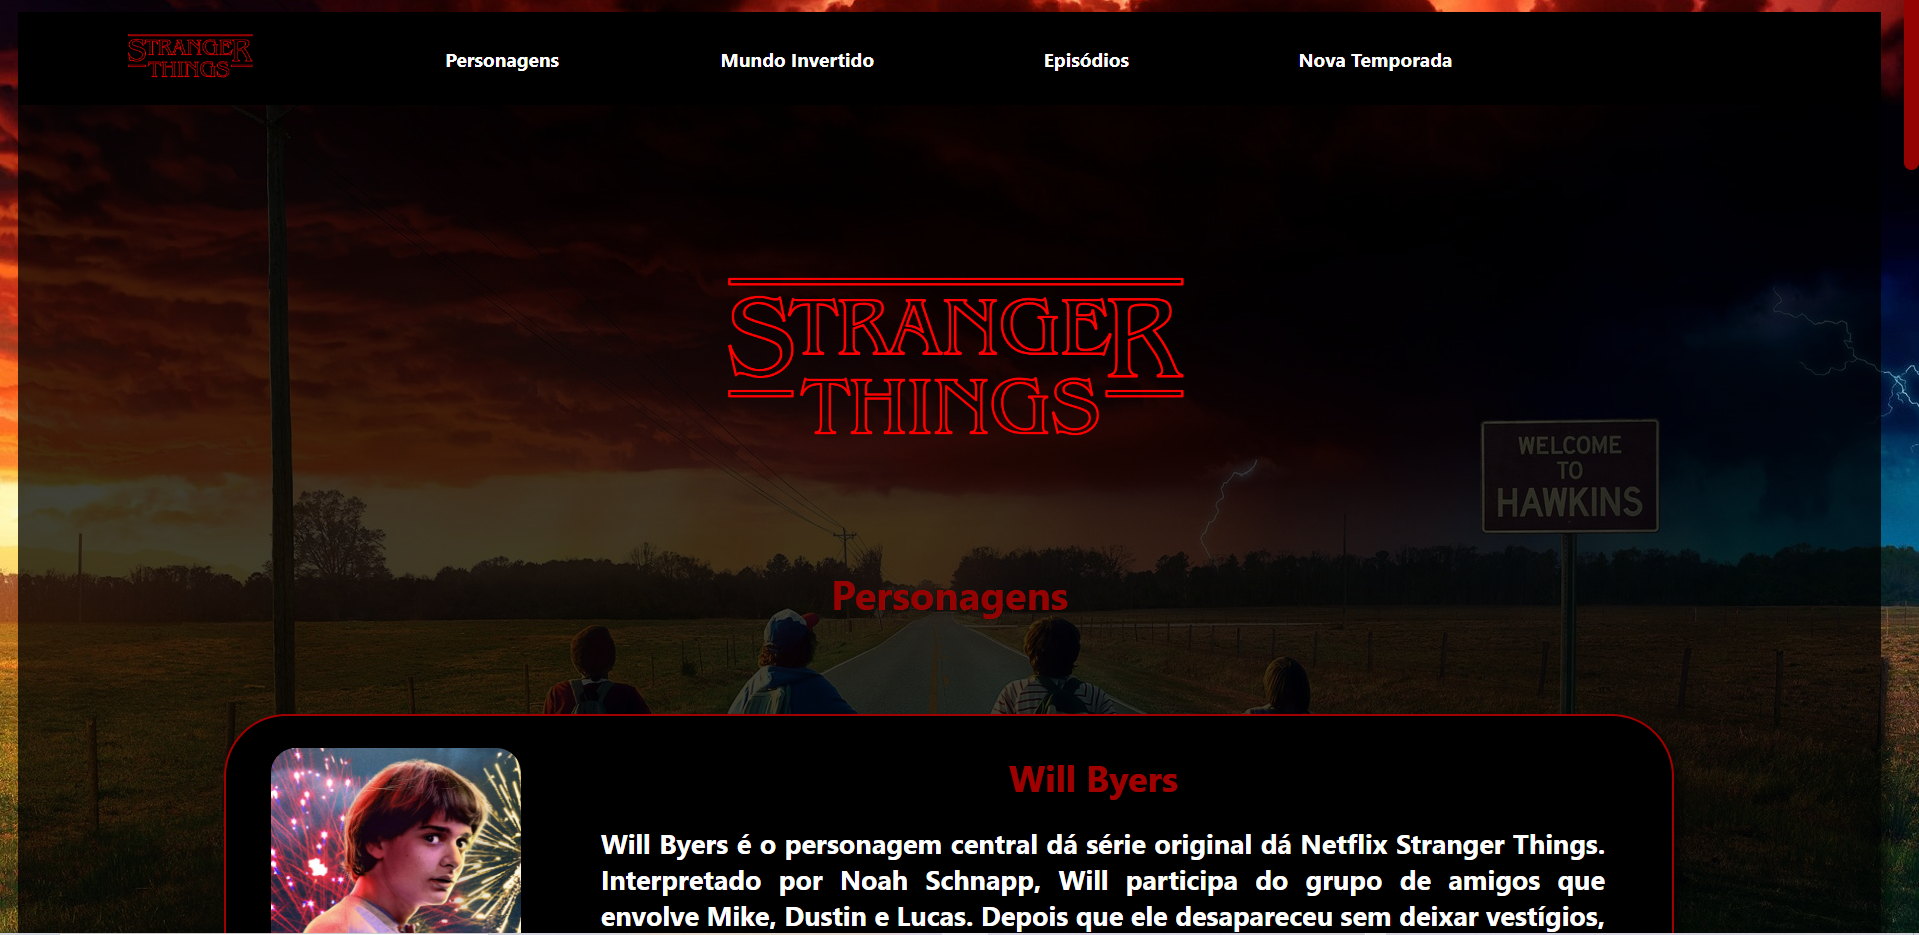 STRANGER
THINGS
Personagens Mundo Invertido Episódios Nova Temporada
STRANGER
THINGS
WELCOME
TO
HAWKINS
Personagens
Will Byers
Will Byers é o personagem central dá série original dá Netflix Stranger Things.
Interpretado por Noah Schnapp, Will participa do grupo de amigos que
envolve Mike, Dustin e Lucas. Depois que ele desapareceu sem deixar vestígios,